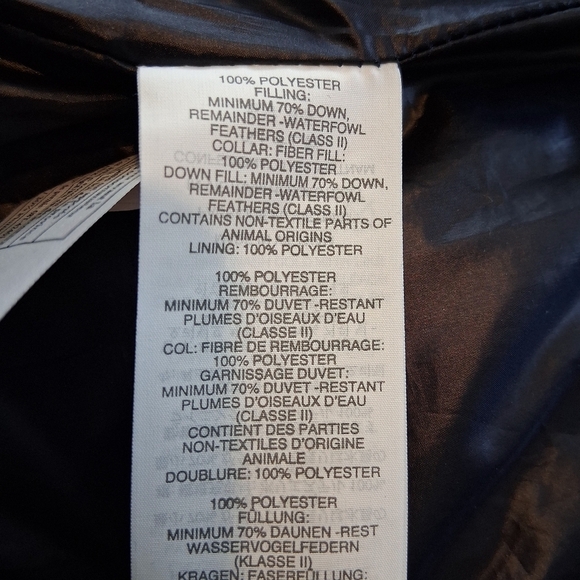 100% POLYESTER
FILLING:
MINIMUM 70% DOWN,
REMAINDER -WATERFOWL
FEATHERS (CLASS II)
COLLAR: FIBER FILL:
100% POLYESTER
DOWN FILL: MINIMUM 70% DOWN,
REMAINDER -WATERFOWL
FEATHERS (CLASS II)
CONTAINS NON-TEXTILE PARTS OF
ANIMAL ORIGINS
LINING: 100% POLYESTER
100% POLYESTER
REMBOURRAGE:
MINIMUM 70% DUVET -RESTANT
PLUMES D'OISEAUX D'EAU
(CLASSE II)
COL: FIBRE DE REMBOURRAGE:
100% POLYESTER
GARNISSAGE DUVET:
MINIMUM 70% DUVET -RESTANT
PLUMES D'OISEAUX D'EAU
(CLASSE II)
CONTIENT DES PARTIES
NON-TEXTILES D'ORIGINE
ANIMALE
DOUBLURE: 100% POLYESTER
100% POLYESTER
FÜLLUNG:
MINIMUM 70% DAUNEN -REST
WASSERVOGELFEDERN
(KLASSE II)
KRAGEN: FASERFÜLLUNG: